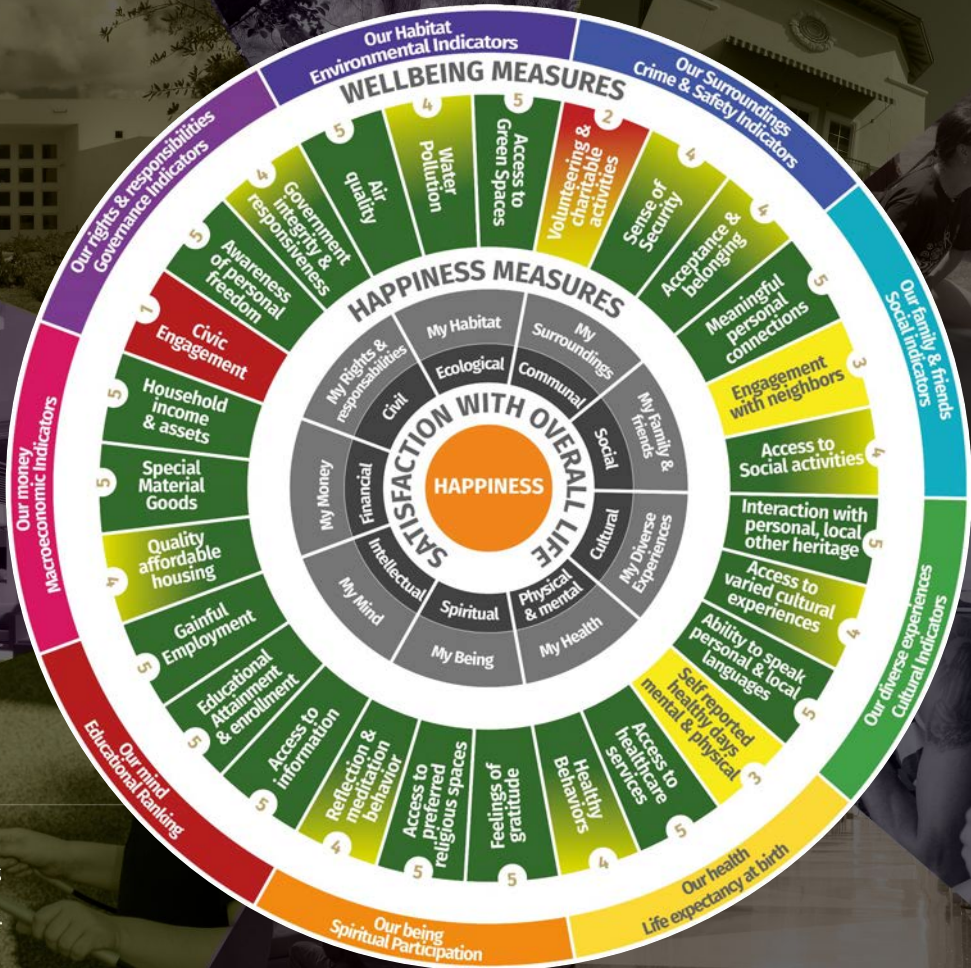 Our Habitat
Environmental Indicators
Our Surroundings
Crime & Safety Indicators
Our family & friends
Social indicators
Our diverse experiences
Cultural Indicators
Our health
Life expectancy at birth
Our being
Spiritual Participation
Our mind
Educational Ranking
Our money
Macroeconomic Indicators
Our rights & responsibilities
Governance Indicators
WELLBEING MEASURES
5
Access to
Green Spaces
2
Volunteering &
charitable
activities
4
Sense of
Security
4
Acceptance &
belonging
5
Meaningful
personal
connections
3
Engagement
with neighbors
4
Access to
Social activities
5
Interaction with
personal, local
other heritage
4
Access to
varied cultural
experiences
5
Ability to speak
personal & local
languages
3
Self reported
healthy days
mental & physical
5
Access to
healthcare
services
4
Healthy
Behaviors
5
Feelings of
gratitude
5
Access to
preferred
religious spaces
4
Reflection &
meditation
behavior
5
Access to
information
5
Educational
Attainment
& enrollment
5
Gainful
Employment
4
Quality
affordable
housing
5
Special
Material
Goods
5
Household
income
& assets
1
Civic
Engagement
5
Awareness
of personal
freedom
4
Government
integrity &
responsiveness
5
Air
quality
4
Water
Pollution
HAPPINESS MEASURES
My Habitat
My
Surroundings
My Family &
friends
My Diverse
Experiences
My Health
My Being
My Mind
My Money
My Rights &
responsabilities
Ecological
Communal
Social
Cultural
Physical
& mental
Spiritual
Intellectual
Financial
Civil
SATISFACTION WITH OVERALL LIFE
HAPPINESS